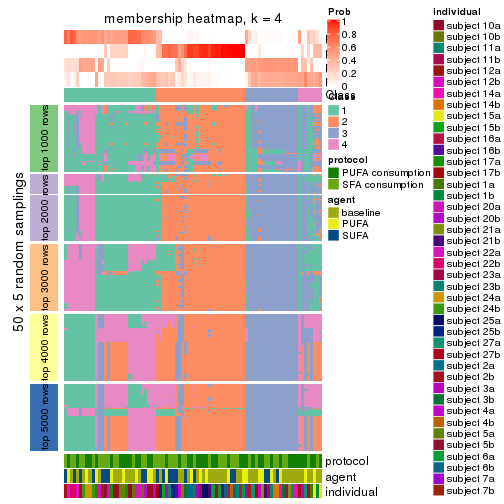 membership heatmap, k = 4
Prob
1
0.8
0.6
0.4
0.2
0
Class
1
2
3
4
protocol
PUFA consumption
SFA consumption
agent
baseline
PUFA
SUFA
individual
subject 10a
subject 10b
subject 11a
subject 11b
subject 12a
subject 12b
subject 14a
subject 14b
subject 15a
subject 15b
subject 16a
subject 16b
subject 17a
subject 17b
subject 1a
subject 1b
subject 20a
subject 20b
subject 21a
subject 21b
subject 22a
subject 22b
subject 23a
subject 23b
subject 24a
subject 24b
subject 25a
subject 25b
subject 27a
subject 27b
subject 2a
subject 2b
subject 3a
subject 3b
subject 4a
subject 4b
subject 5a
subject 5b
subject 6a
subject 6b
subject 7a
subject 7b
50 x 5 random samplings
top 1000 rows
top 2000 rows
top 3000 rows
top 4000 rows
top 5000 rows
protocol
agent
individual